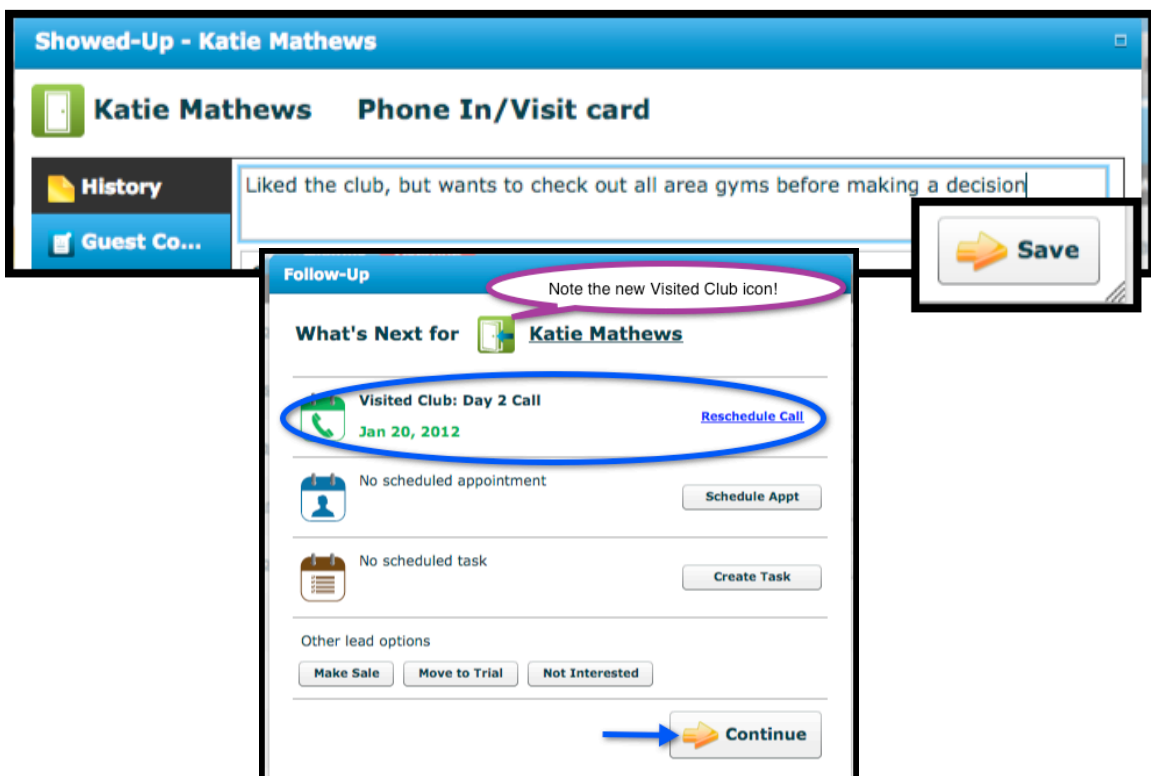 Showed-Up - Katie Mathews
Katie Mathews Phone In/Visit card
History
Liked the club, but wants to check out all area gyms before making a decision
Guest Co...
Save
Follow-Up
Note the new Visited Club icon!
What's Next for Katie Mathews
Visited Club: Day 2 Call
Jan 20, 2012
Reschedule Call
No scheduled appointment
Schedule Appt
No scheduled task
Create Task
Other lead options
Make Sale Move to Trial Not Interested
Continue